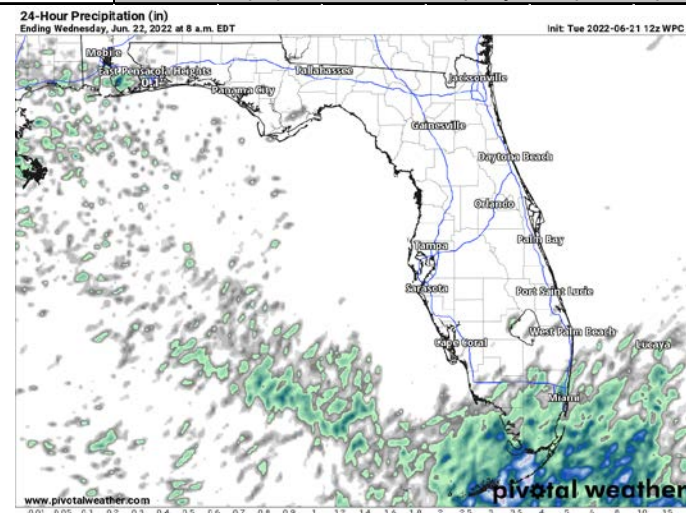 24-Hour Precipitation (in)
Ending Wednesday, Jun. 22, 2022 at 8 a.m. EDT
Init: Tue 2022-06-21 12z WPC
Mobile
East Pensacola Heights
0.1
Tallahassee
Jacksonville
Panama City
Gainesville
Daytona Beach
Orlando
Palm Bay
Tampa
Sarasota
Port Saint Lucie
West Palm Beach
Cape Coral
Lucaya
Miami
pivotal weather
www.pivotalweather.com